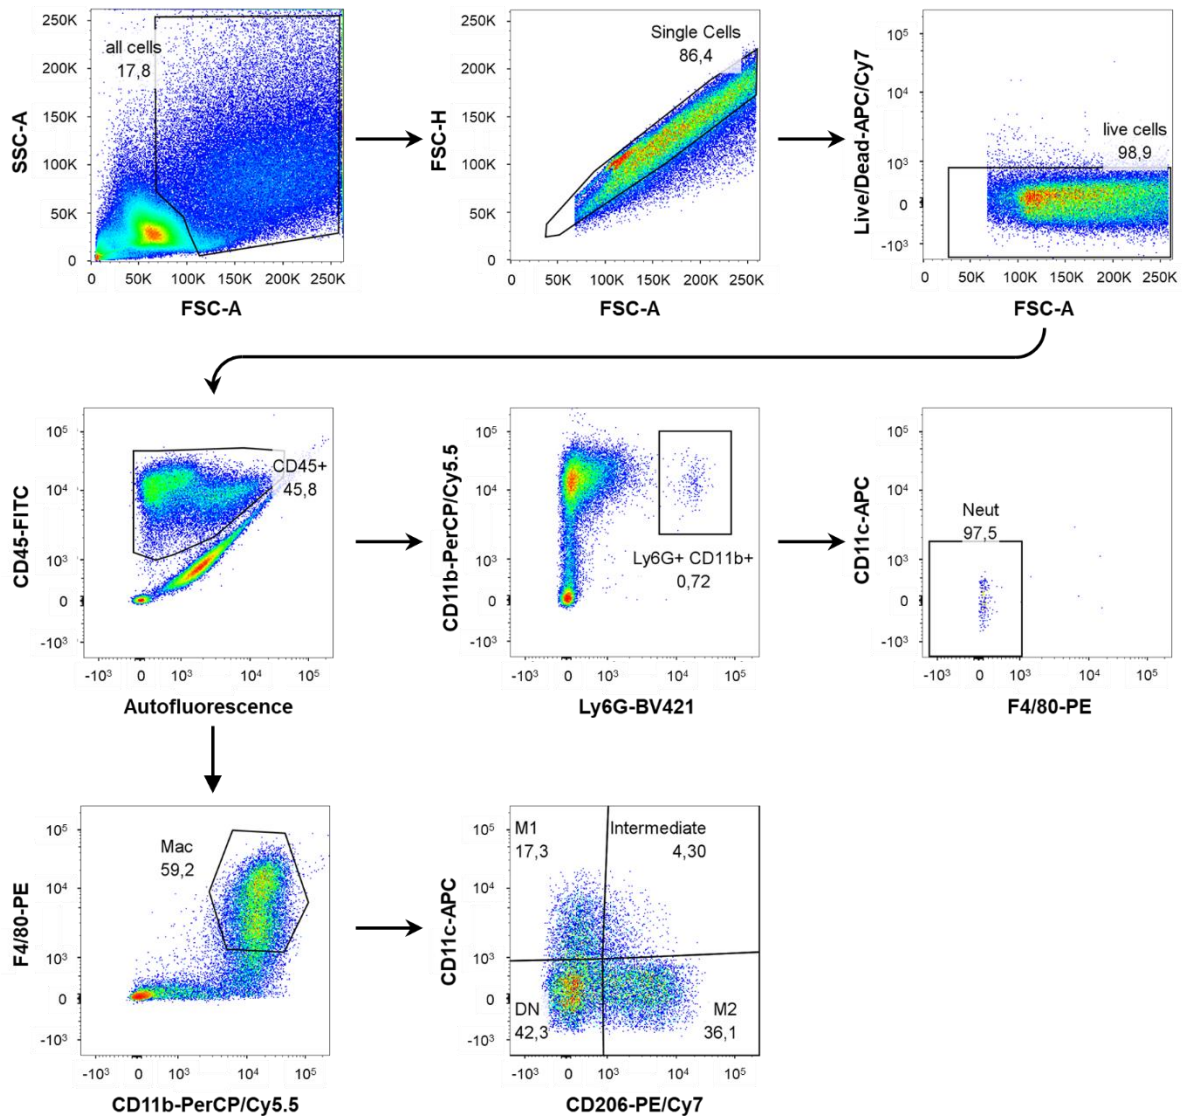 250K
200K
150K
100K
50K
0
SSC-A
all cells
17,8
0
50K
100K
150K
200K
250K
FSC-A
250K
200K
150K
100K
50K
0
FSC-H
Single Cells
86,4
0
50K
100K
150K
200K
250K
FSC-A
10⁵
10⁴
10³
0
-10³
Live/Dead-APC/Cy7
live cells
98,9
0
50K
100K
150K
200K
250K
FSC-A
10⁵
10⁴
10³
0
-10³
CD45-FITC
CD45+
45,8
-10³
0
10³
10⁴
10⁵
Autofluorescence
10⁵
10⁴
10³
0
-10³
CD11b-PerCP/Cy5.5
Ly6G+ CD11b+
0,72
-10³
0
10³
10⁴
10⁵
Ly6G-BV421
10⁵
10⁴
10³
0
-10³
CD11c-APC
Neut
97,5
-10³
0
10³
10⁴
10⁵
F4/80-PE
10⁵
10⁴
10³
0
-10³
F4/80-PE
Mac
59,2
-10³
0
10³
10⁴
10⁵
CD11b-PerCP/Cy5.5
10⁵
10⁴
10³
0
-10³
CD11c-APC
M1
17,3
Intermediate
4,30
DN
42,3
M2
36,1
-10³
0
10³
10⁴
10⁵
CD206-PE/Cy7